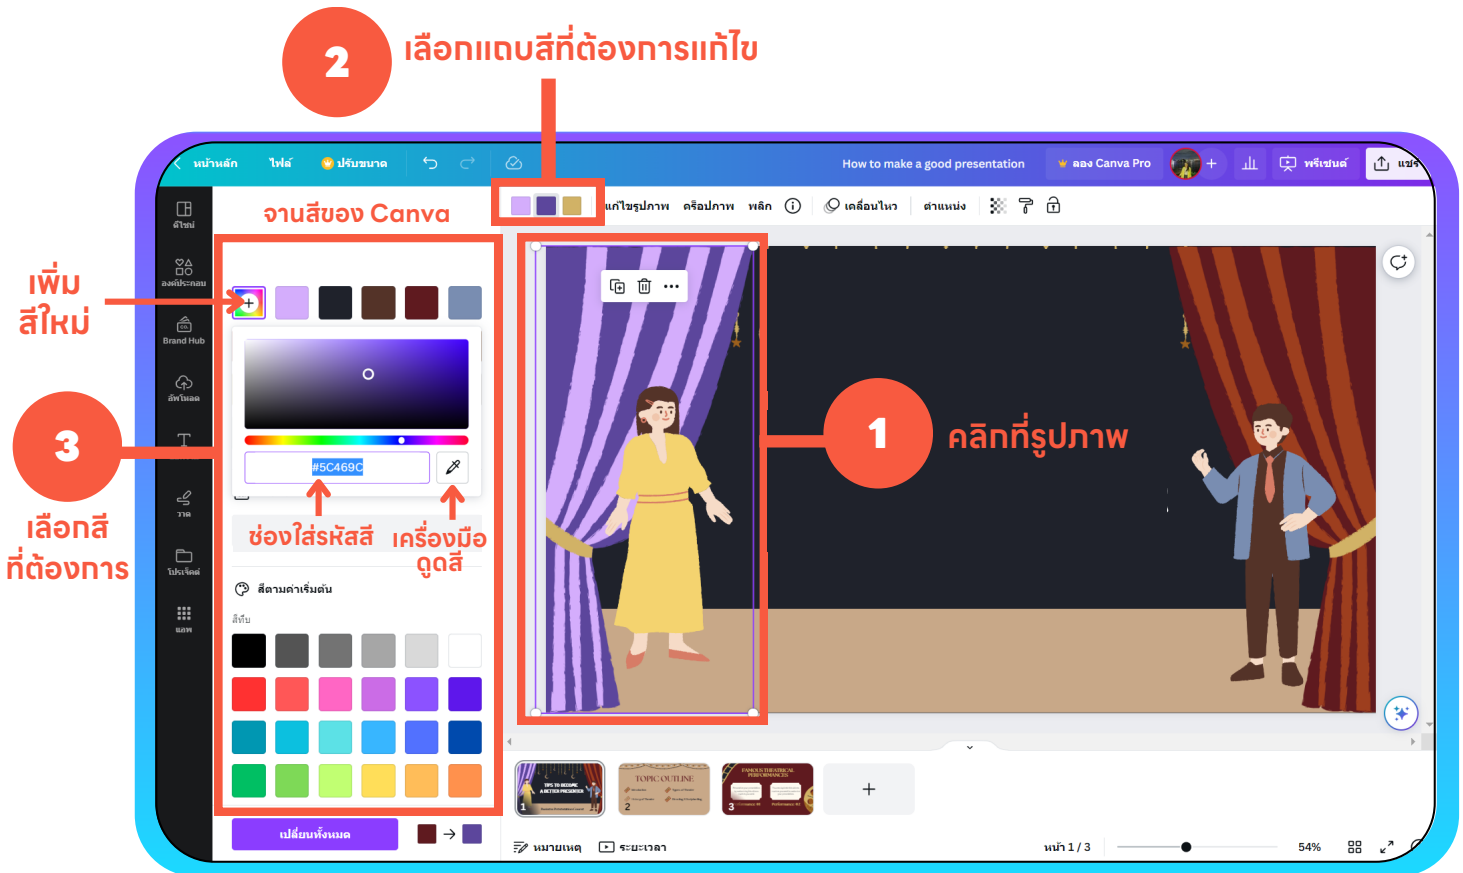 2
เลือกแถบสีที่ต้องการแก้ไข
หน้าหลัก
ไฟล์
ปรับขนาด
How to make a good presentation
ลอง Canva Pro
พรีเซนต์
แชร์
ดีไซน์
องค์ประกอบ
Brand Hub
อัพโหลด
วาด
โปรเจ็คต์
แอพ
จานสีของ Canva
แก้ไขรูปภาพ
ครอปภาพ
พลิก
เคลื่อนไหว
ตำแหน่ง
เพิ่ม
สีใหม่
#5C469C
3
เลือกสี
ที่ต้องการ
ช่องใส่รหัสสี
เครื่องมือ
ดูดสี
1
คลิกที่รูปภาพ
สีตามค่าเริ่มต้น
สีทึบ
เปลี่ยนทั้งหมด
TIPS TO BECOME
A BETTER PRESENTER
1
TOPIC OUTLINE
2
FAMOUS THEATRICAL
PERFORMANCES
3
หมายเหตุ
ระยะเวลา
หน้า 1 / 3
54%